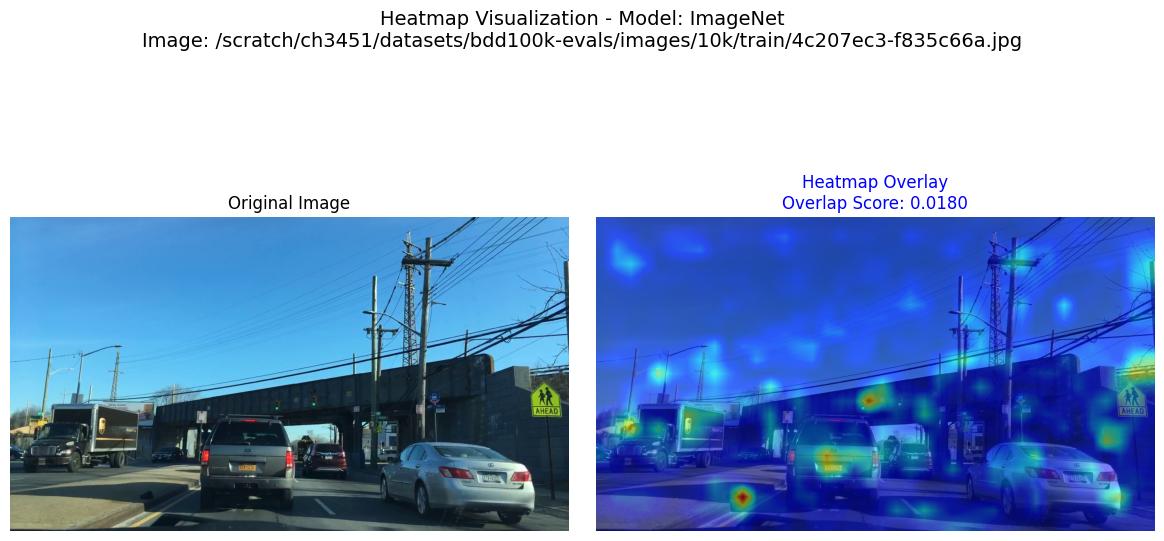 Heatmap Visualization - Model: ImageNet
Image: /scratch/ch3451/datasets/bdd100k-evals/images/10k/train/4c207ec3-f835c66a.jpg
Original Image
Heatmap Overlay
Overlap Score: 0.0180
AHEAD
AHEAD